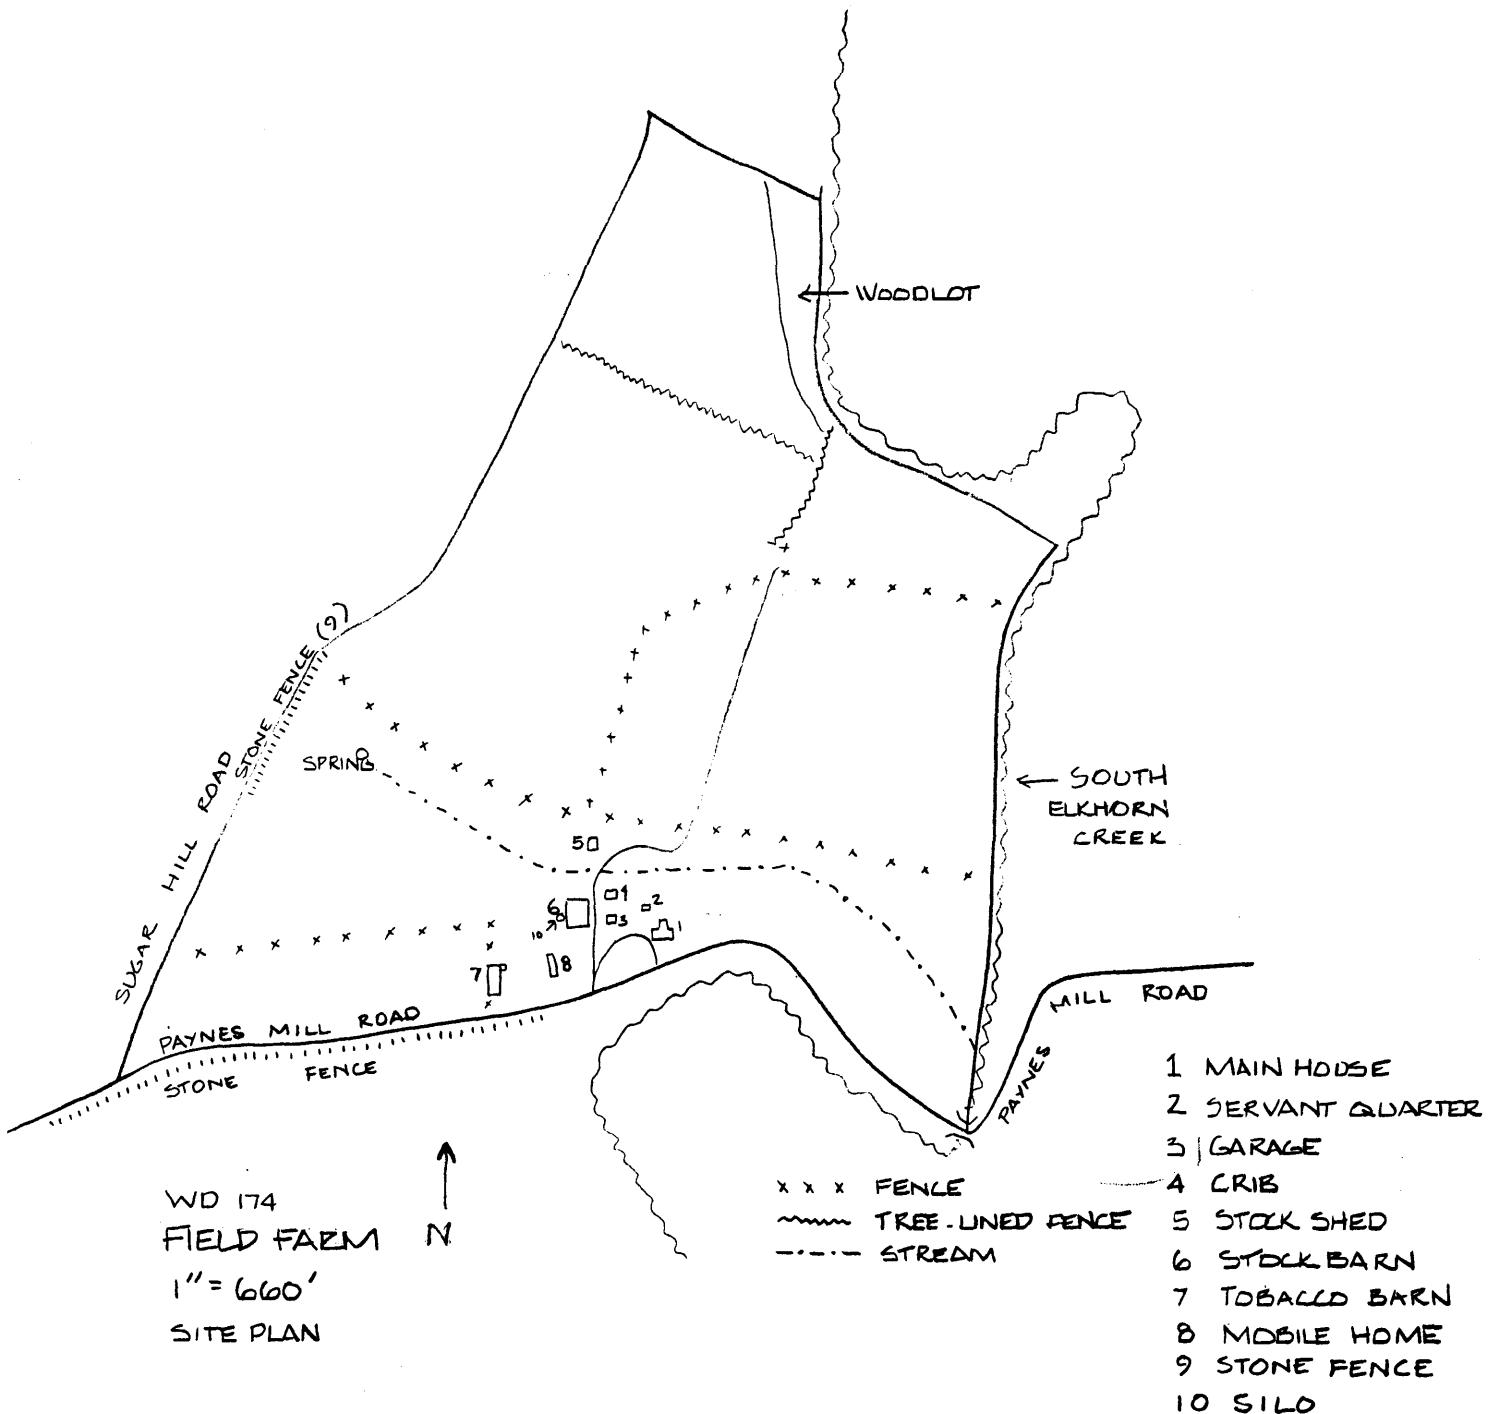 WOODLOT
STONE FENCE (9)
SUGAR HILL ROAD
SPRING
SOUTH
ELKHORN
CREEK
5
4
6
2
3
10
1
7
8
PAYNES MILL ROAD
STONE FENCE
PAYNES MILL ROAD
WD 174
FIELD FARM
1" = 660'
SITE PLAN
N
x x x FENCE
TREE-LINED FENCE
STREAM
1 MAIN HOUSE
2 SERVANT QUARTER
3 GARAGE
4 CRIB
5 STOCK SHED
6 STOCK BARN
7 TOBACCO BARN
8 MOBILE HOME
9 STONE FENCE
10 SILO